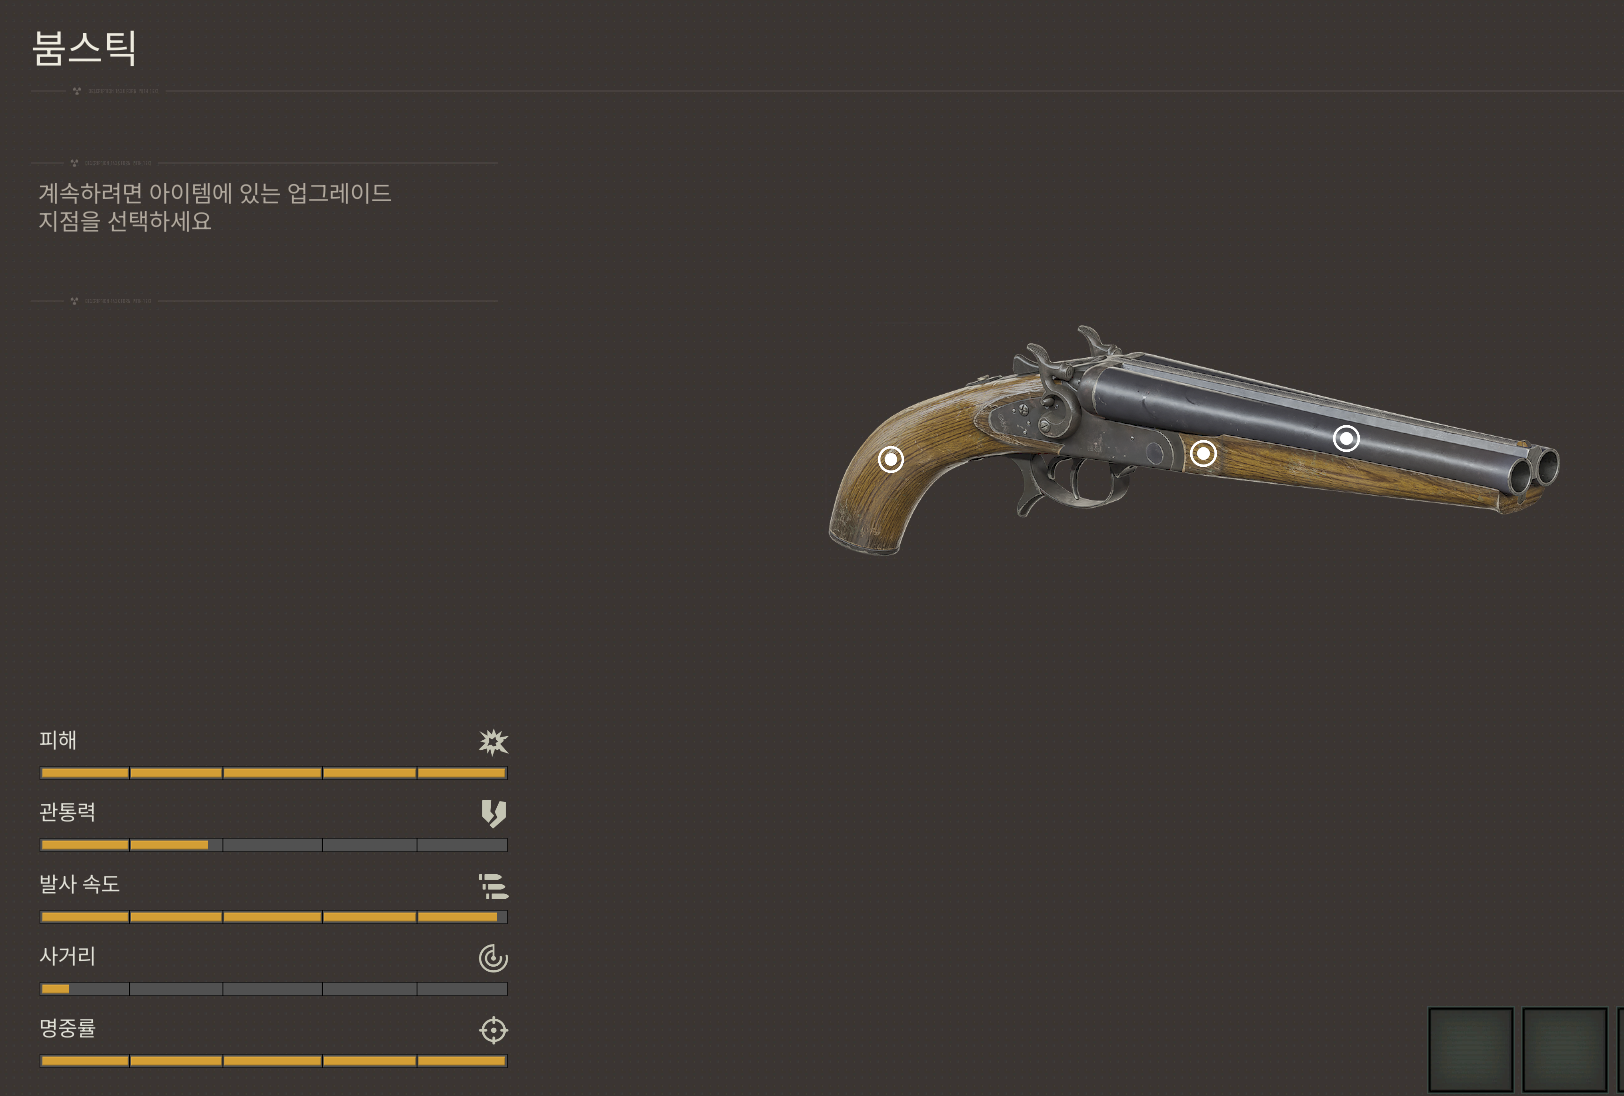 붐스틱
계속하려면 아이템에 있는 업그레이드
지점을 선택하세요
피해
관통력
발사 속도
사거리
명중률